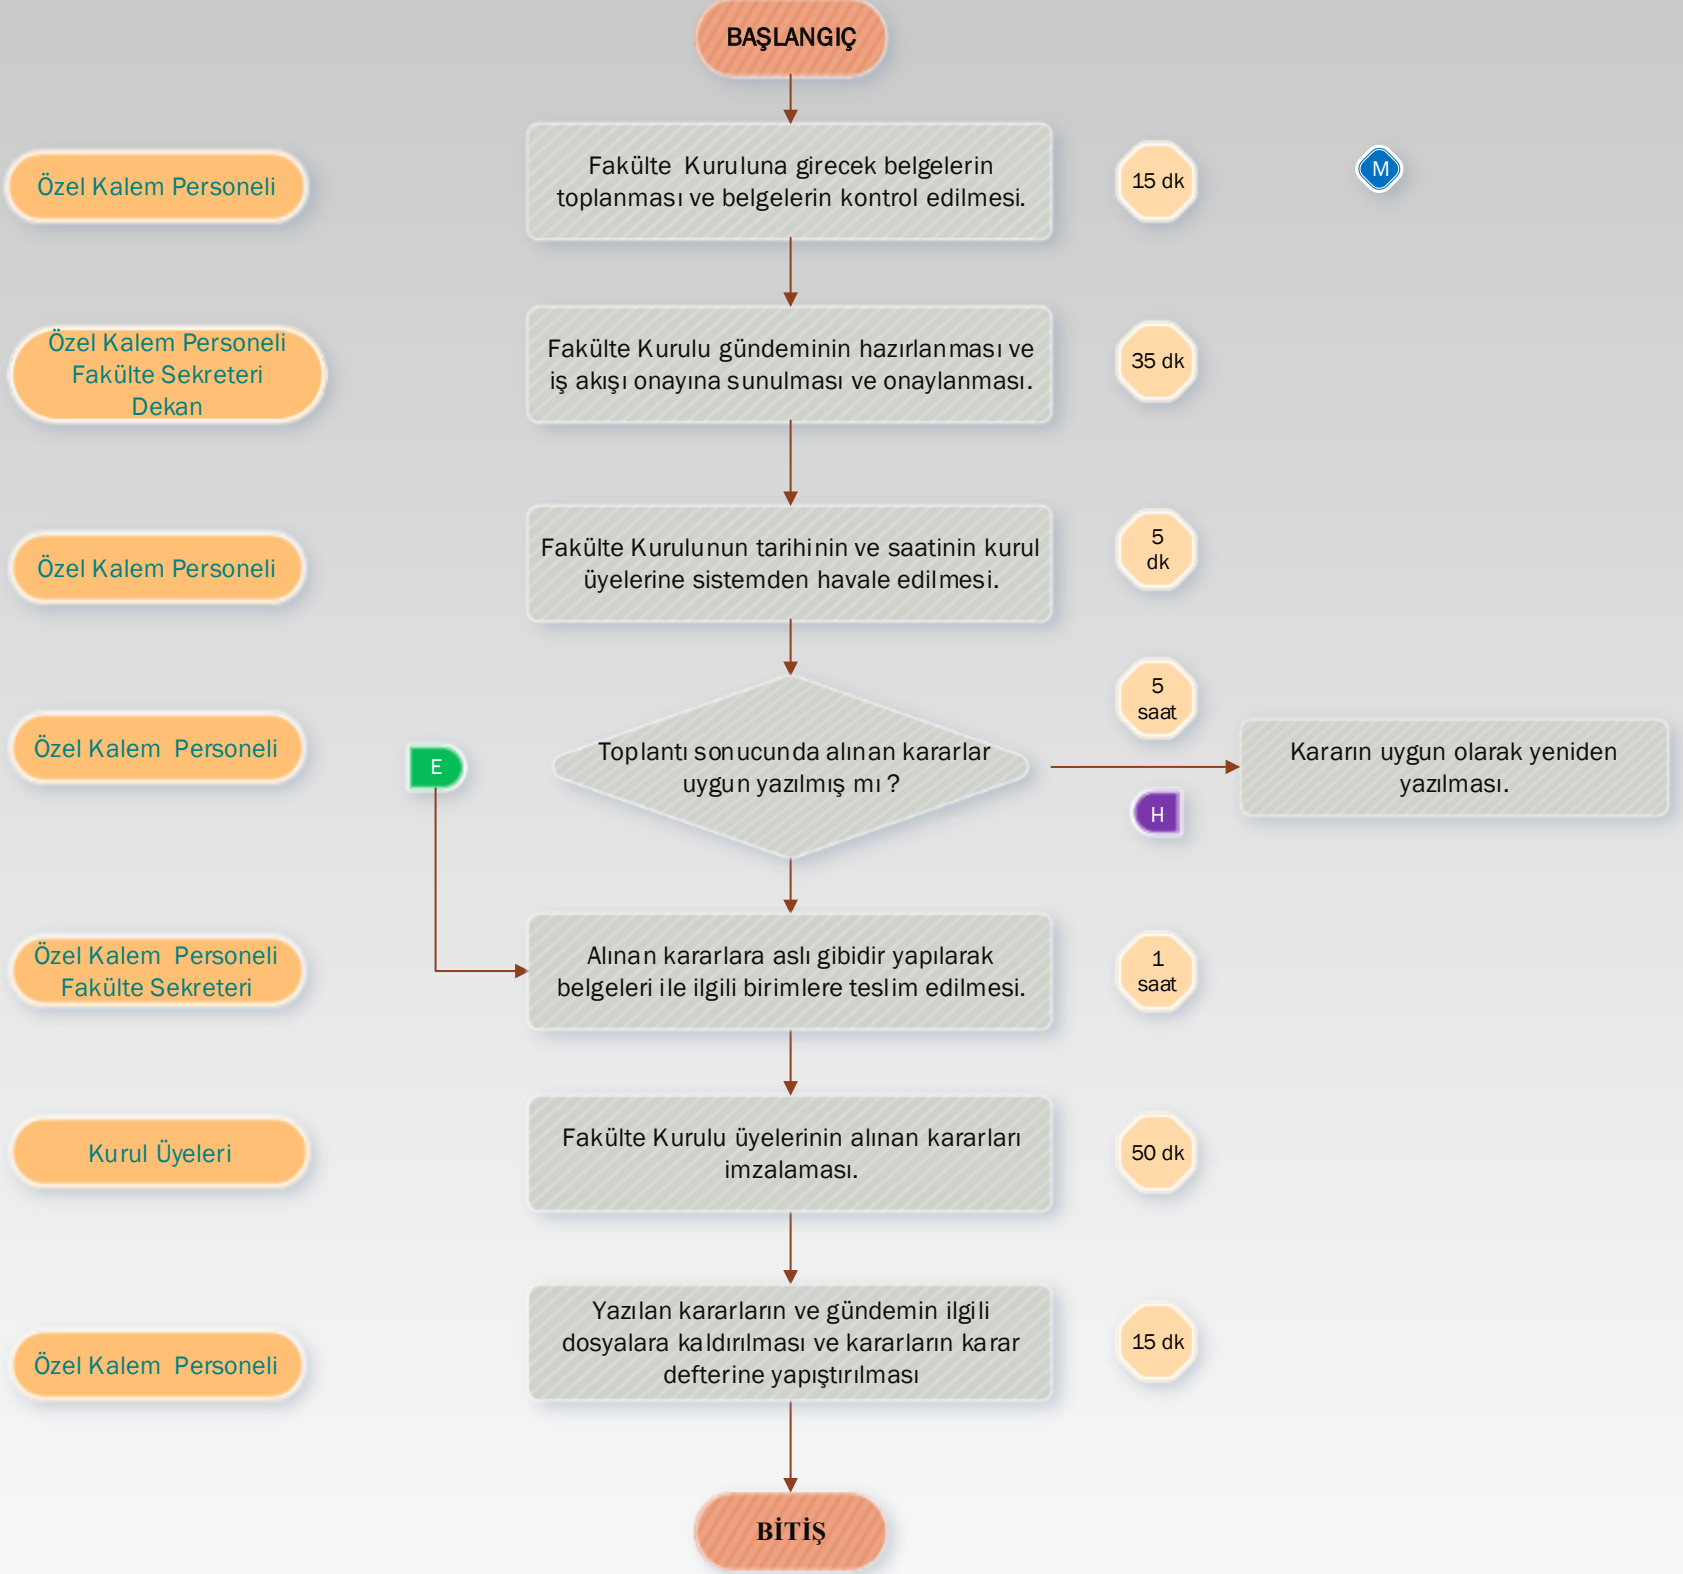 BAŞLANGIÇ
Özel Kalem Personeli
Fakülte Kuruluna girecek belgelerin
toplanması ve belgelerin kontrol edilmesi.
15 dk
M
Özel Kalem Personeli
Fakülte Sekreteri
Dekan
Fakülte Kurulu gündeminin hazırlanması ve
iş akışı onayına sunulması ve onaylanması.
35 dk
Özel Kalem Personeli
Fakülte Kurulunun tarihinin ve saatinin kurul
üyelerine sistemden havale edilmesi.
5
dk
Özel Kalem Personeli
E
Toplantı sonucunda alınan kararlar
uygun yazılmış mı ?
5
saat
H
Kararın uygun olarak yeniden
yazılması.
Özel Kalem Personeli
Fakülte Sekreteri
Alınan kararlara aslı gibidir yapılarak
belgeleri ile ilgili birimlere teslim edilmesi.
1
saat
Kurul Üyeleri
Fakülte Kurulu üyelerinin alınan kararları
imzalaması.
50 dk
Özel Kalem Personeli
Yazılan kararların ve gündemin ilgili
dosyalara kaldırılması ve kararların karar
defterine yapıştırılması
15 dk
BİTİŞ